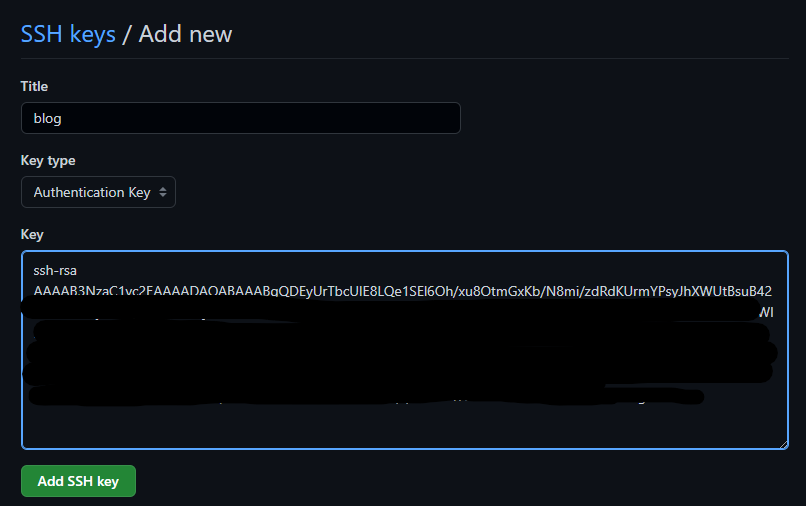 SSH keys / Add new
Title
blog
Key type
Authentication Key
Key
ssh-rsa
AAAAB3NzaC1yc2EAAAADAQABAAABgQDEyUrTbcUIE8LQe1SEl6Oh/xu8OtmGxKb/N8mi/zdRdKUrmYPsyJhXWUtBsuB42
Add SSH key